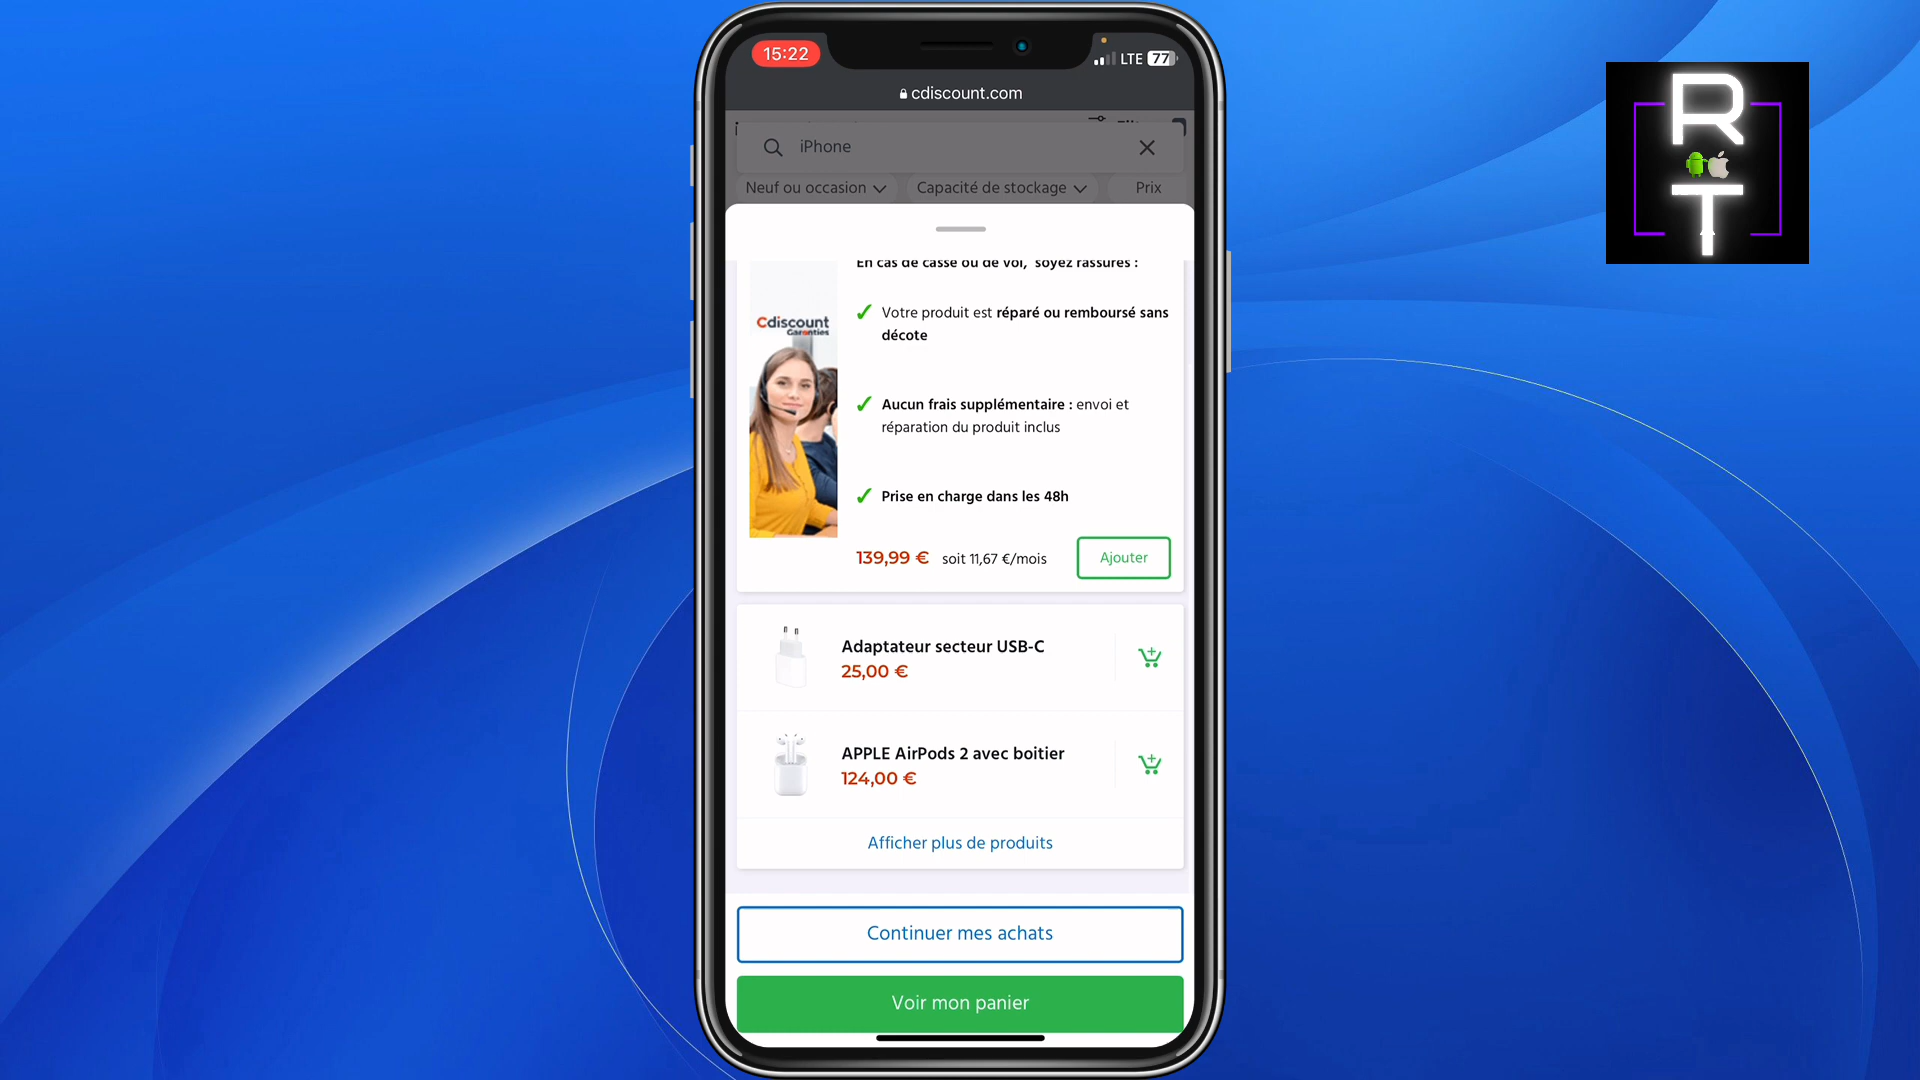 15:22
LTE 77
cdiscount.com
iPhone
Neuf ou occasion
Capacité de stockage
Prix
En cas de casse ou de vol, soyez rassurés :
Cdiscount
Garanties
Votre produit est réparé ou remboursé sans
décote
Aucun frais supplémentaire : envoi et
réparation du produit inclus
Prise en charge dans les 48h
139,99 € soit 11,67 €/mois
Ajouter
Adaptateur secteur USB-C
25,00 €
APPLE AirPods 2 avec boitier
124,00 €
Afficher plus de produits
Continuer mes achats
Voir mon panier
R
T